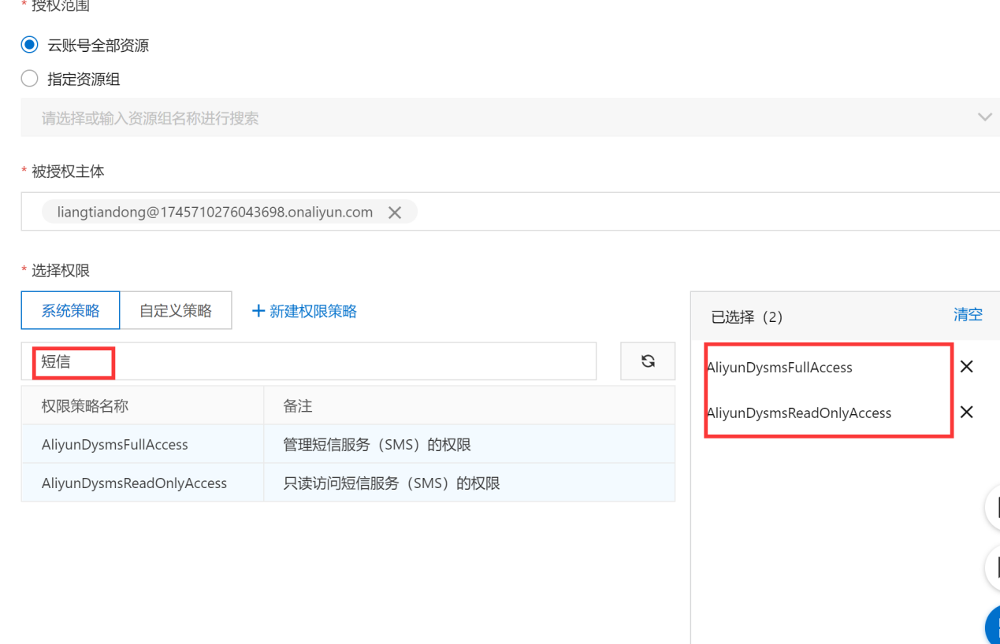 * 授权范围
云账号全部资源
指定资源组
请选择或输入资源组名称进行搜索
* 被授权主体
liangtiandong@1745710276043698.onaliyun.com
* 选择权限
系统策略 自定义策略 + 新建权限策略
已选择（2） 清空
短信
AliyunDysmsFullAccess
AliyunDysmsReadOnlyAccess
权限策略名称 备注
AliyunDysmsFullAccess 管理短信服务（SMS）的权限
AliyunDysmsReadOnlyAccess 只读访问短信服务（SMS）的权限